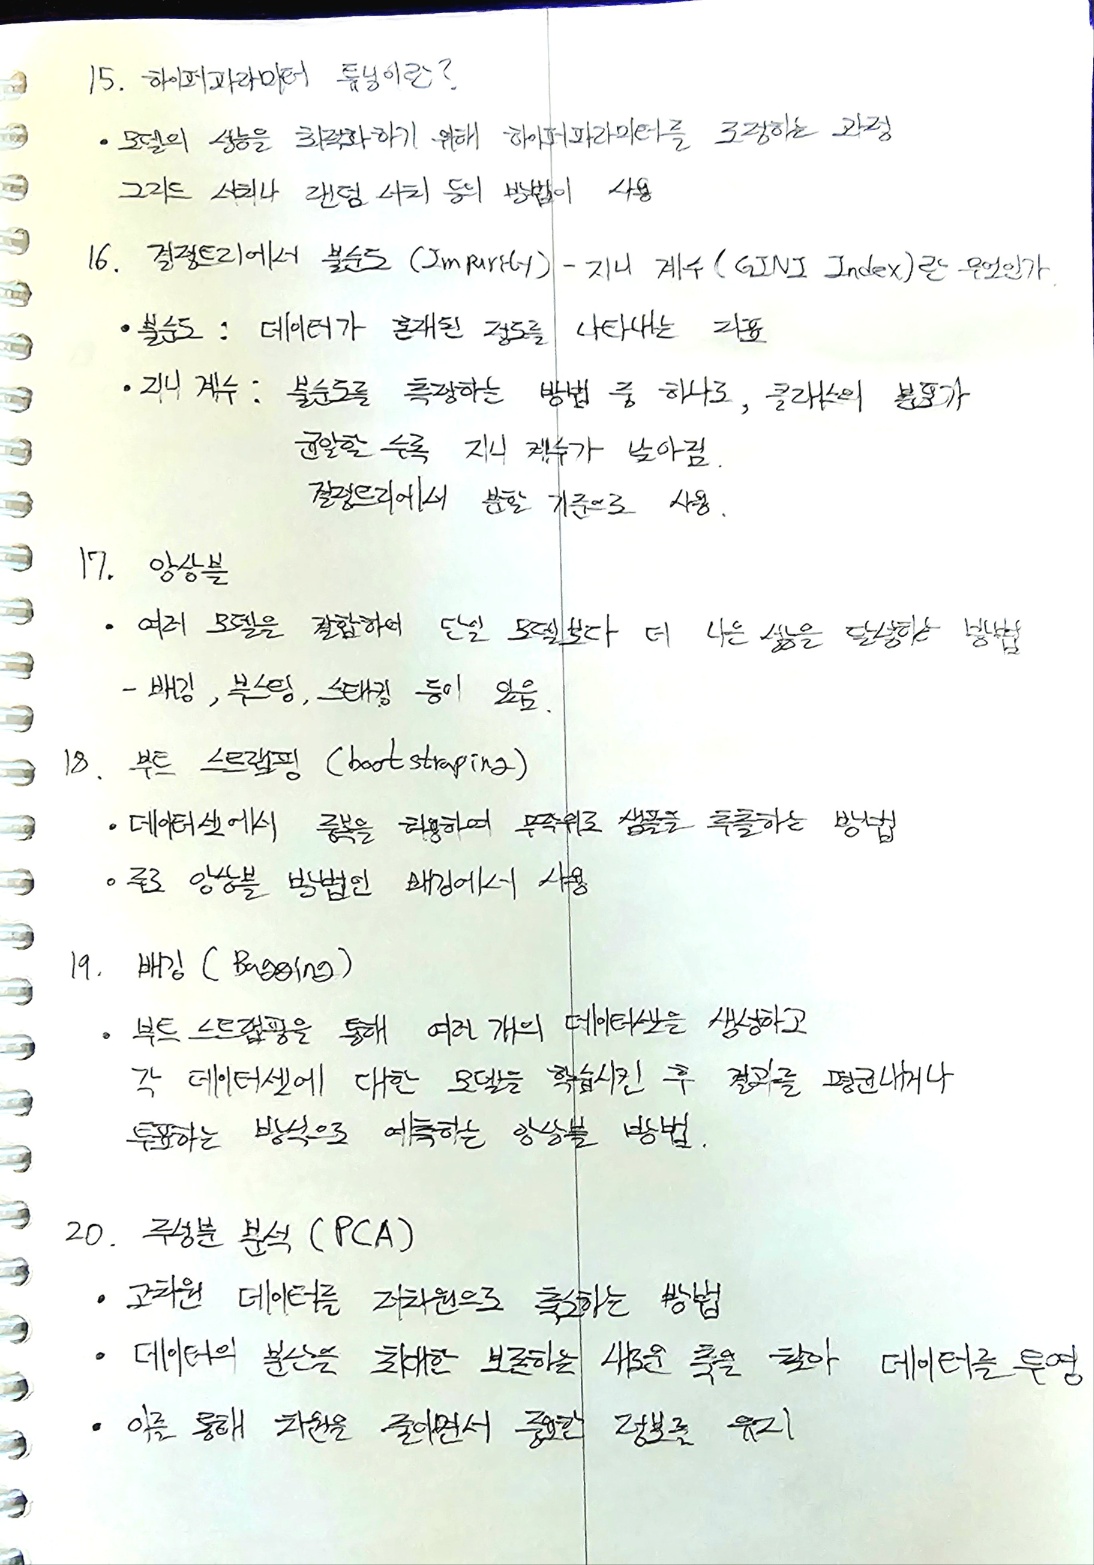 15. 하이퍼파라미터 튜닝이란?
• 모델의 성능을 최적화하기 위해 하이퍼파라미터를 조정하는 과정
그리드 서치나 랜덤 서치 등의 방법이 사용
16. 결정트리에서 불순도 (Impurity) - 지니 계수 (GINI Index)란 무엇인가
• 불순도 : 데이터가 혼재된 정도를 나타내는 지표
• 지니 계수 : 불순도를 측정하는 방법 중 하나로, 클래스의 분포가
균일할 수록 지니 계수가 낮아짐.
결정트리에서 분할 기준으로 사용.
17. 앙상블
• 여러 모델을 결합하여 단일 모델보다 더 나은 성능을 달성하는 방법
- 배깅, 부스팅, 스태킹 등이 있음.
18. 부트 스트랩핑 (bootstraping)
• 데이터셋에서 중복을 허용하여 무작위로 샘플을 추출하는 방법
• 주로 앙상블 방법인 배깅에서 사용
19. 배깅 (Bagging)
• 부트 스트랩핑을 통해 여러 개의 데이터셋을 생성하고
각 데이터셋에 대한 모델을 학습시킨 후 결과를 평균내거나
투표하는 방식으로 예측하는 앙상블 방법.
20. 주성분 분석 (PCA)
• 고차원 데이터를 저차원으로 축소하는 방법
• 데이터의 분산을 최대한 보존하는 새로운 축을 찾아 데이터를 투영
• 이를 통해 차원을 줄이면서 중요한 정보를 유지